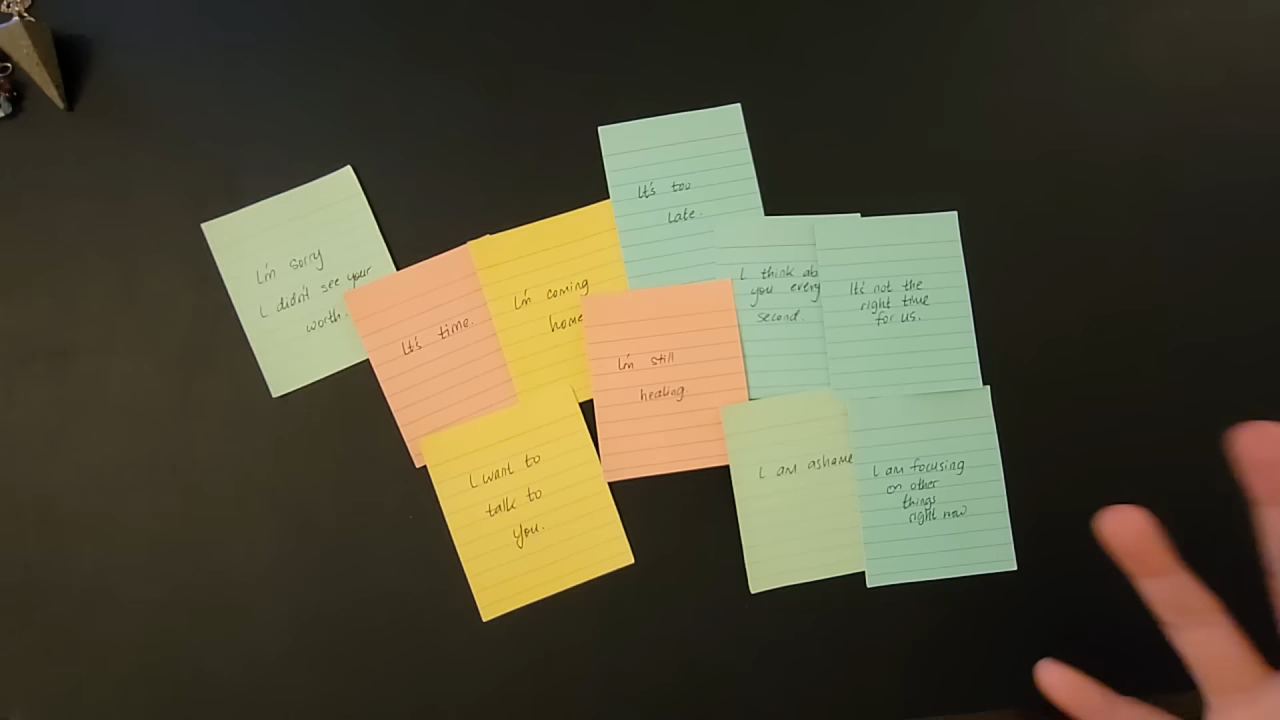 I'm sorry
I didn't see your
worth.
It's time.
I'm coming
home
It's too
late.
I think ab
you every
second.
It's not the
right time
for us.
I'm still
healing.
I want to
talk to
you.
I am ashame
I am focusing
on other
things
right now